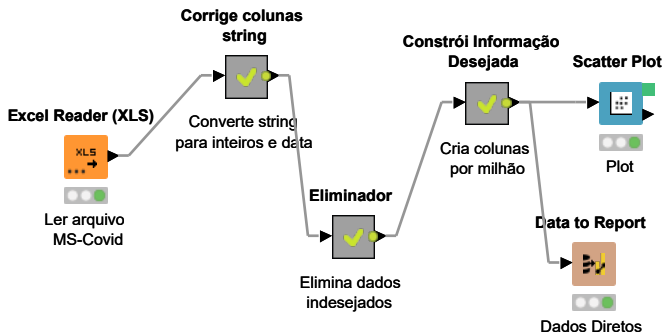 Excel Reader (XLS)
XLS
Ler arquivo
MS-Covid
Corrige colunas
string
Converte string
para inteiros e data
Eliminador
Elimina dados
indesejados
Constrói Informação
Desejada
Cria colunas
por milhão
Scatter Plot
Plot
Data to Report
Dados Diretos